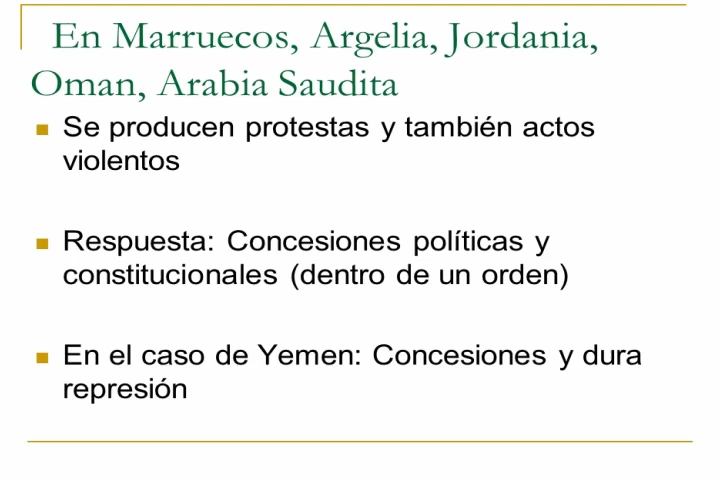 En Marruecos, Argelia, Jordania,
Oman, Arabia Saudita
Se producen protestas y también actos
violentos
Respuesta: Concesiones políticas y
constitucionales (dentro de un orden)
En el caso de Yemen: Concesiones y dura
represión